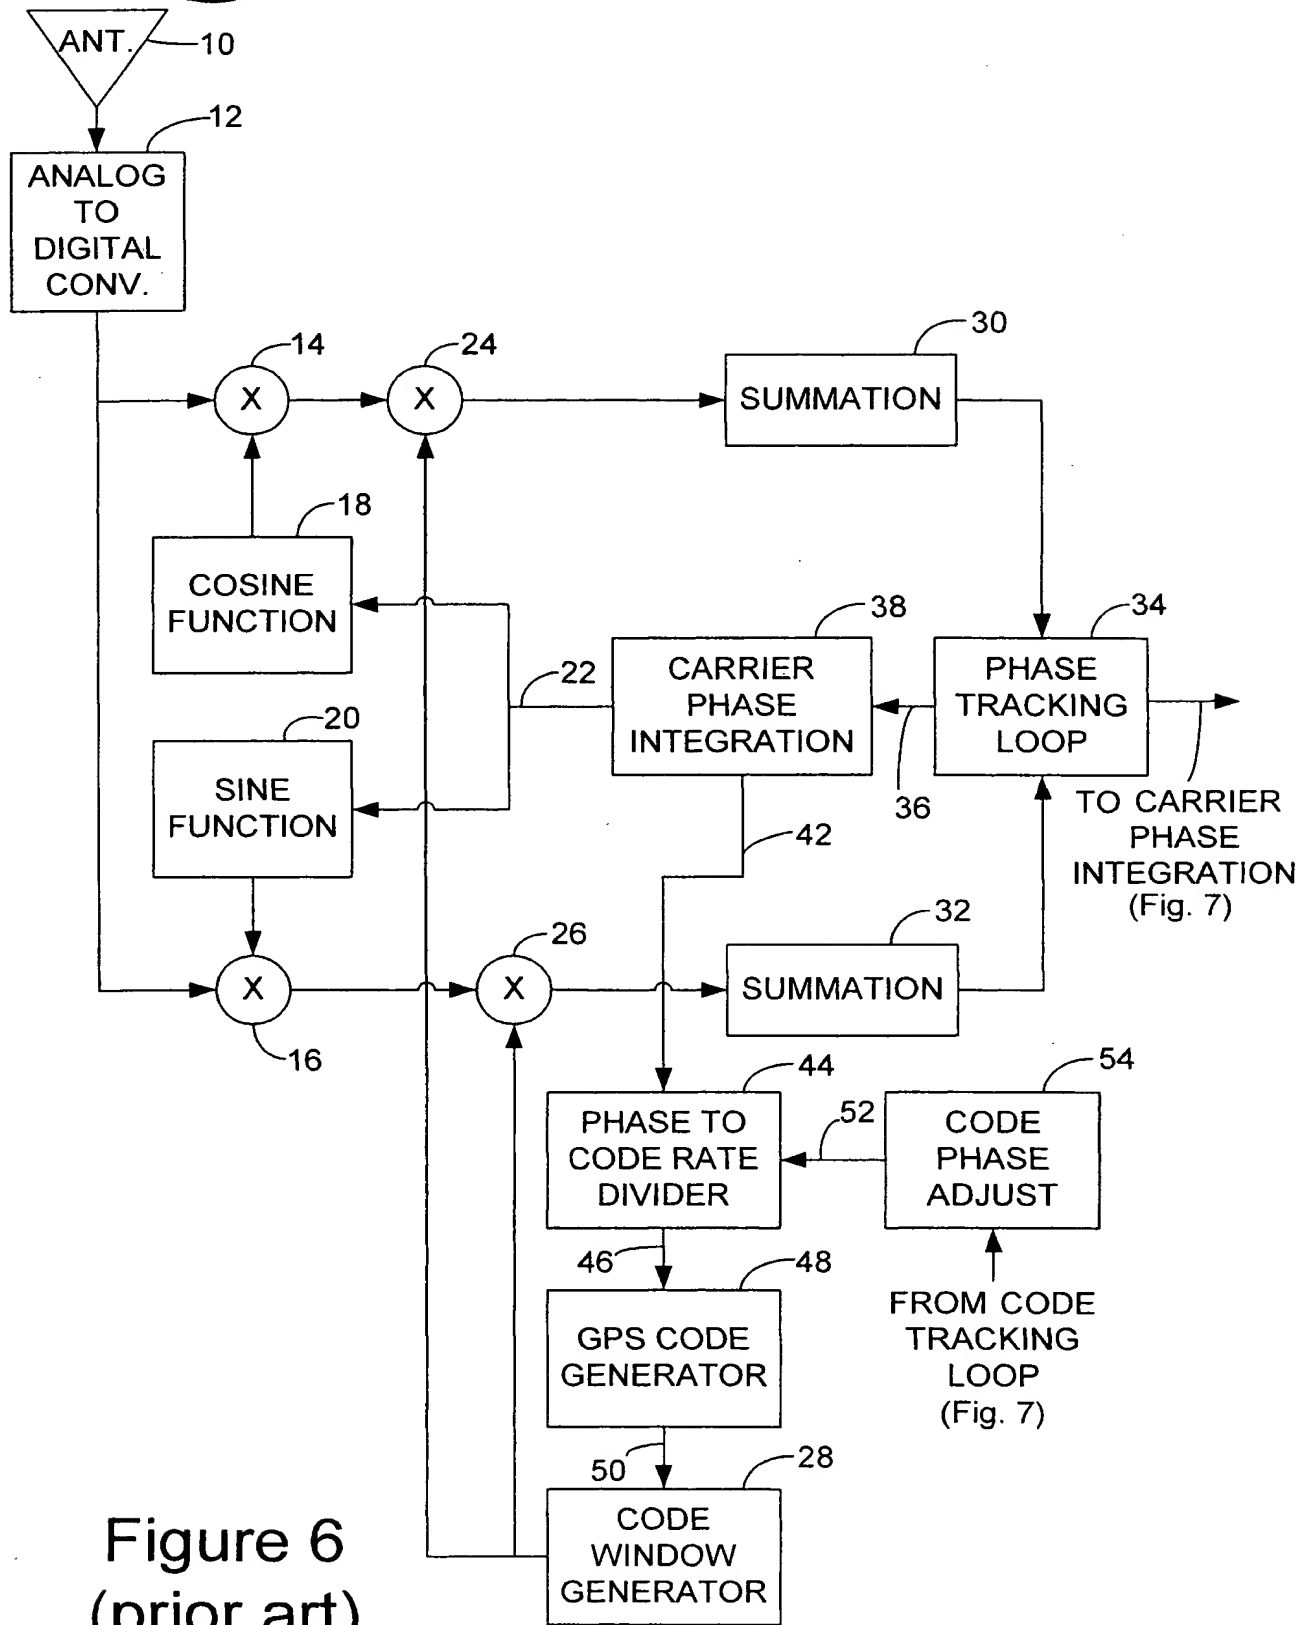 ANT.
10
12
ANALOG
TO
DIGITAL
CONV.
14
24
30
X
X
SUMMATION
18
COSINE
FUNCTION
38
34
22
CARRIER
PHASE
INTEGRATION
PHASE
TRACKING
LOOP
36
20
SINE
FUNCTION
42
TO CARRIER
PHASE
INTEGRATION
(Fig. 7)
26
32
X
X
SUMMATION
16
44
52
54
PHASE TO
CODE RATE
DIVIDER
CODE
PHASE
ADJUST
46
48
GPS CODE
GENERATOR
FROM CODE
TRACKING
LOOP
(Fig. 7)
50
28
CODE
WINDOW
GENERATOR
Figure 6
(prior art)